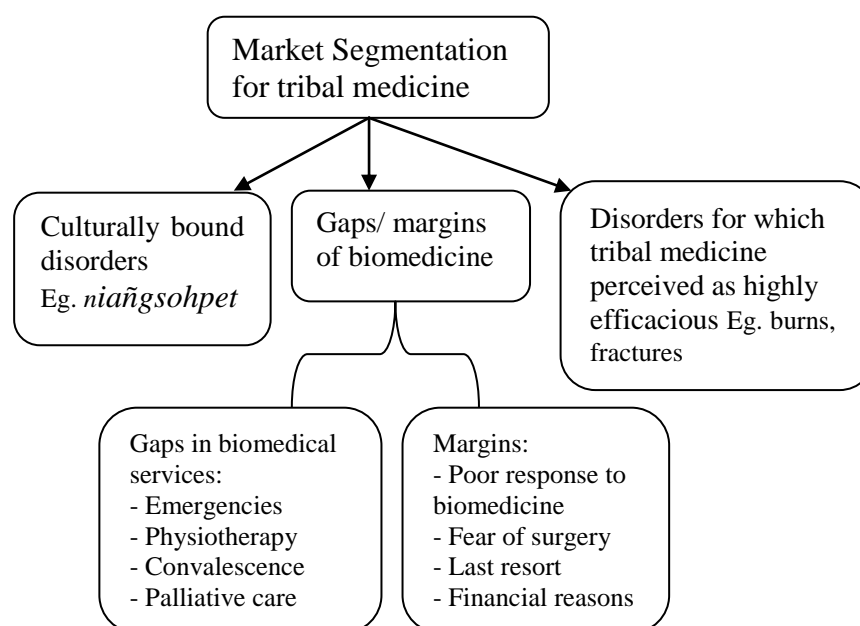 Market Segmentation
for tribal medicine
Culturally bound
disorders
Eg. niañgsohpet
Gaps/ margins
of biomedicine
Disorders for which
tribal medicine
perceived as highly
efficacious Eg. burns,
fractures
Gaps in biomedical
services:
- Emergencies
- Physiotherapy
- Convalescence
- Palliative care
Margins:
- Poor response to
biomedicine
- Fear of surgery
- Last resort
- Financial reasons